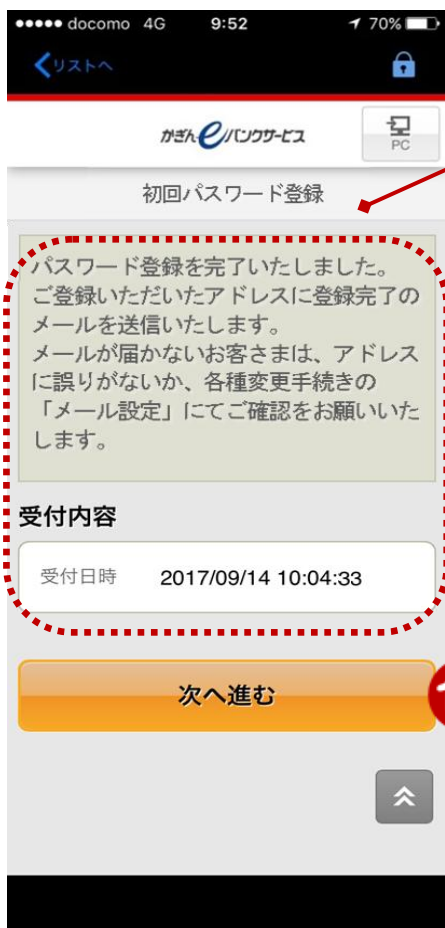 docomo 4G 9:52 70%
リストへ
かぎんeバンクサービス
PC
初回パスワード登録
パスワード登録を完了いたしました。
ご登録いただいたアドレスに登録完了の
メールを送信いたします。
メールが届かないお客さまは、アドレス
に誤りがないか、各種変更手続きの
「メール設定」にてご確認をお願いいた
します。
受付内容
受付日時 2017/09/14 10:04:33
次へ進む